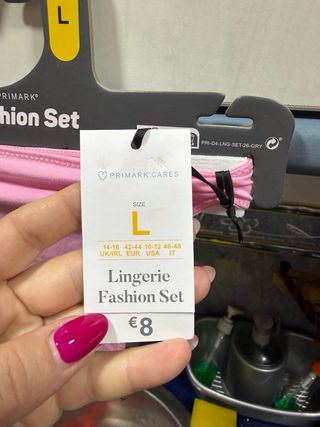 L
PRIMARK®
hion Set
PRI-D4-LNG-SET-26-GRY
PRIMARK® CARES
SIZE
L
14-16 42-44 10-12 46-48
UK/IRL EUR USA IT
Lingerie
Fashion Set
€8